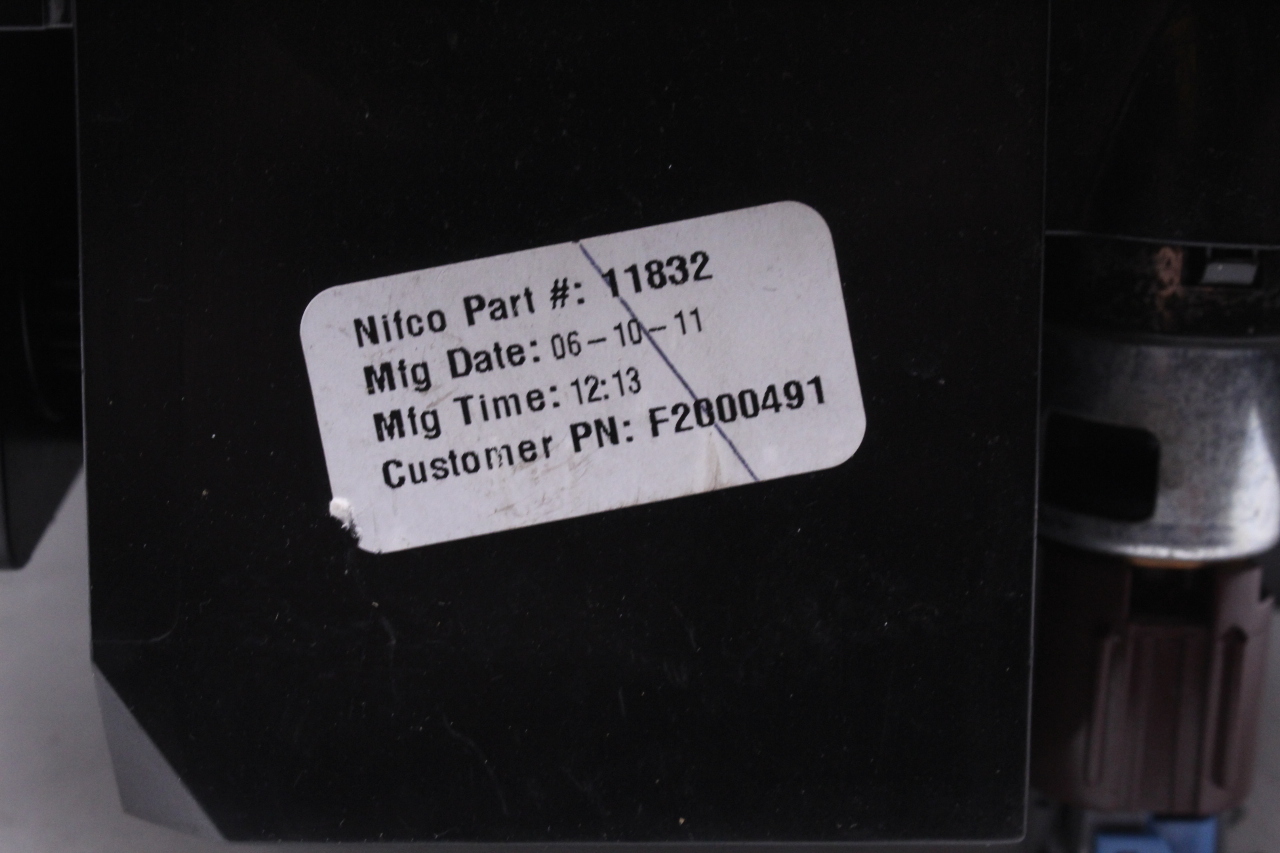 Nifco Part #: 11832
Mfg Date: 06-10-11
Mfg Time: 12:13
Customer PN: F2000491